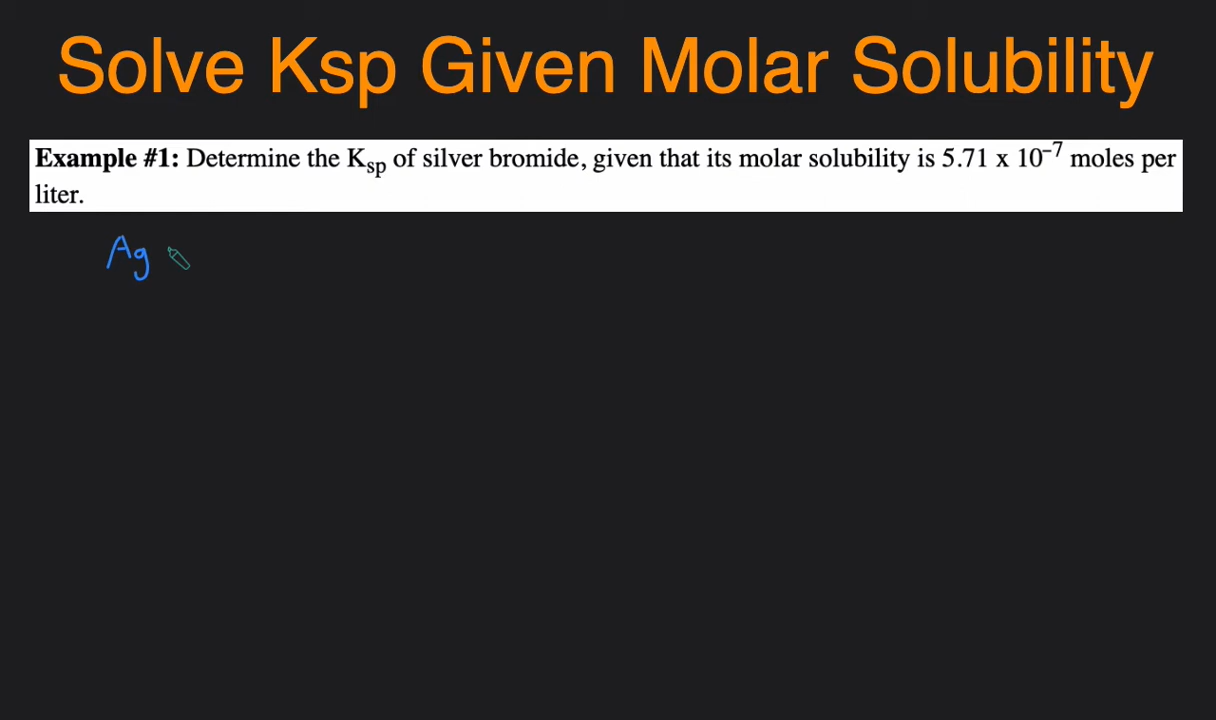 Solve Ksp Given Molar Solubility
Example #1: Determine the Ksp of silver bromide, given that its molar solubility is 5.71 x 10⁻⁷ moles per
liter.
Ag